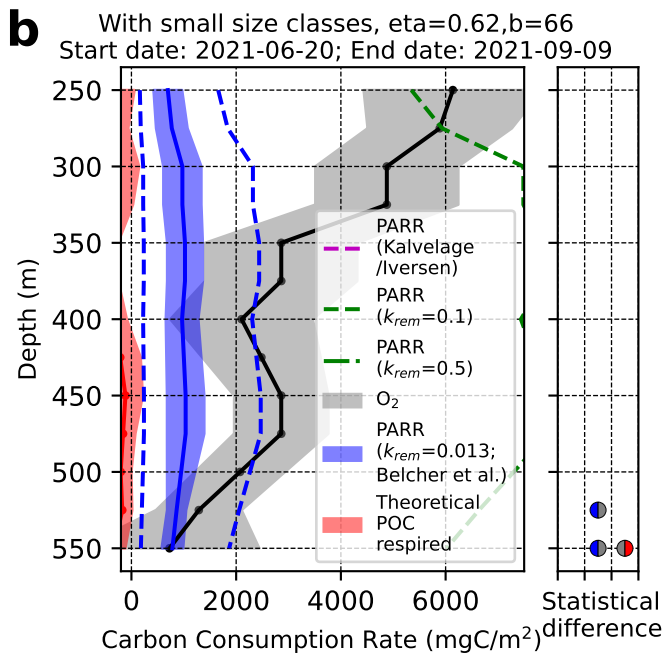 b
With small size classes, eta=0.62,b=66
Start date: 2021-06-20; End date: 2021-09-09
250
300
350
400
450
500
550
Depth (m)
PARR
(Kalvelage
/Iversen)
PARR
(k_rem=0.1)
PARR
(k_rem=0.5)
O₂
PARR
(k_rem=0.013;
Belcher et al.)
Theoretical
POC
respired
0
2000
4000
6000
Carbon Consumption Rate (mgC/m²)
Statistical
difference